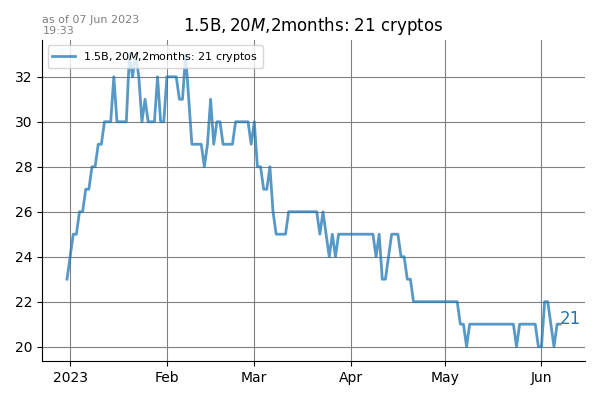 as of 07 Jun 2023
19:33
1.5B, 20M,2months: 21 cryptos
1.5B, 20M,2months: 21 cryptos
32
30
28
26
24
22
20
21
2023 Feb Mar Apr May Jun